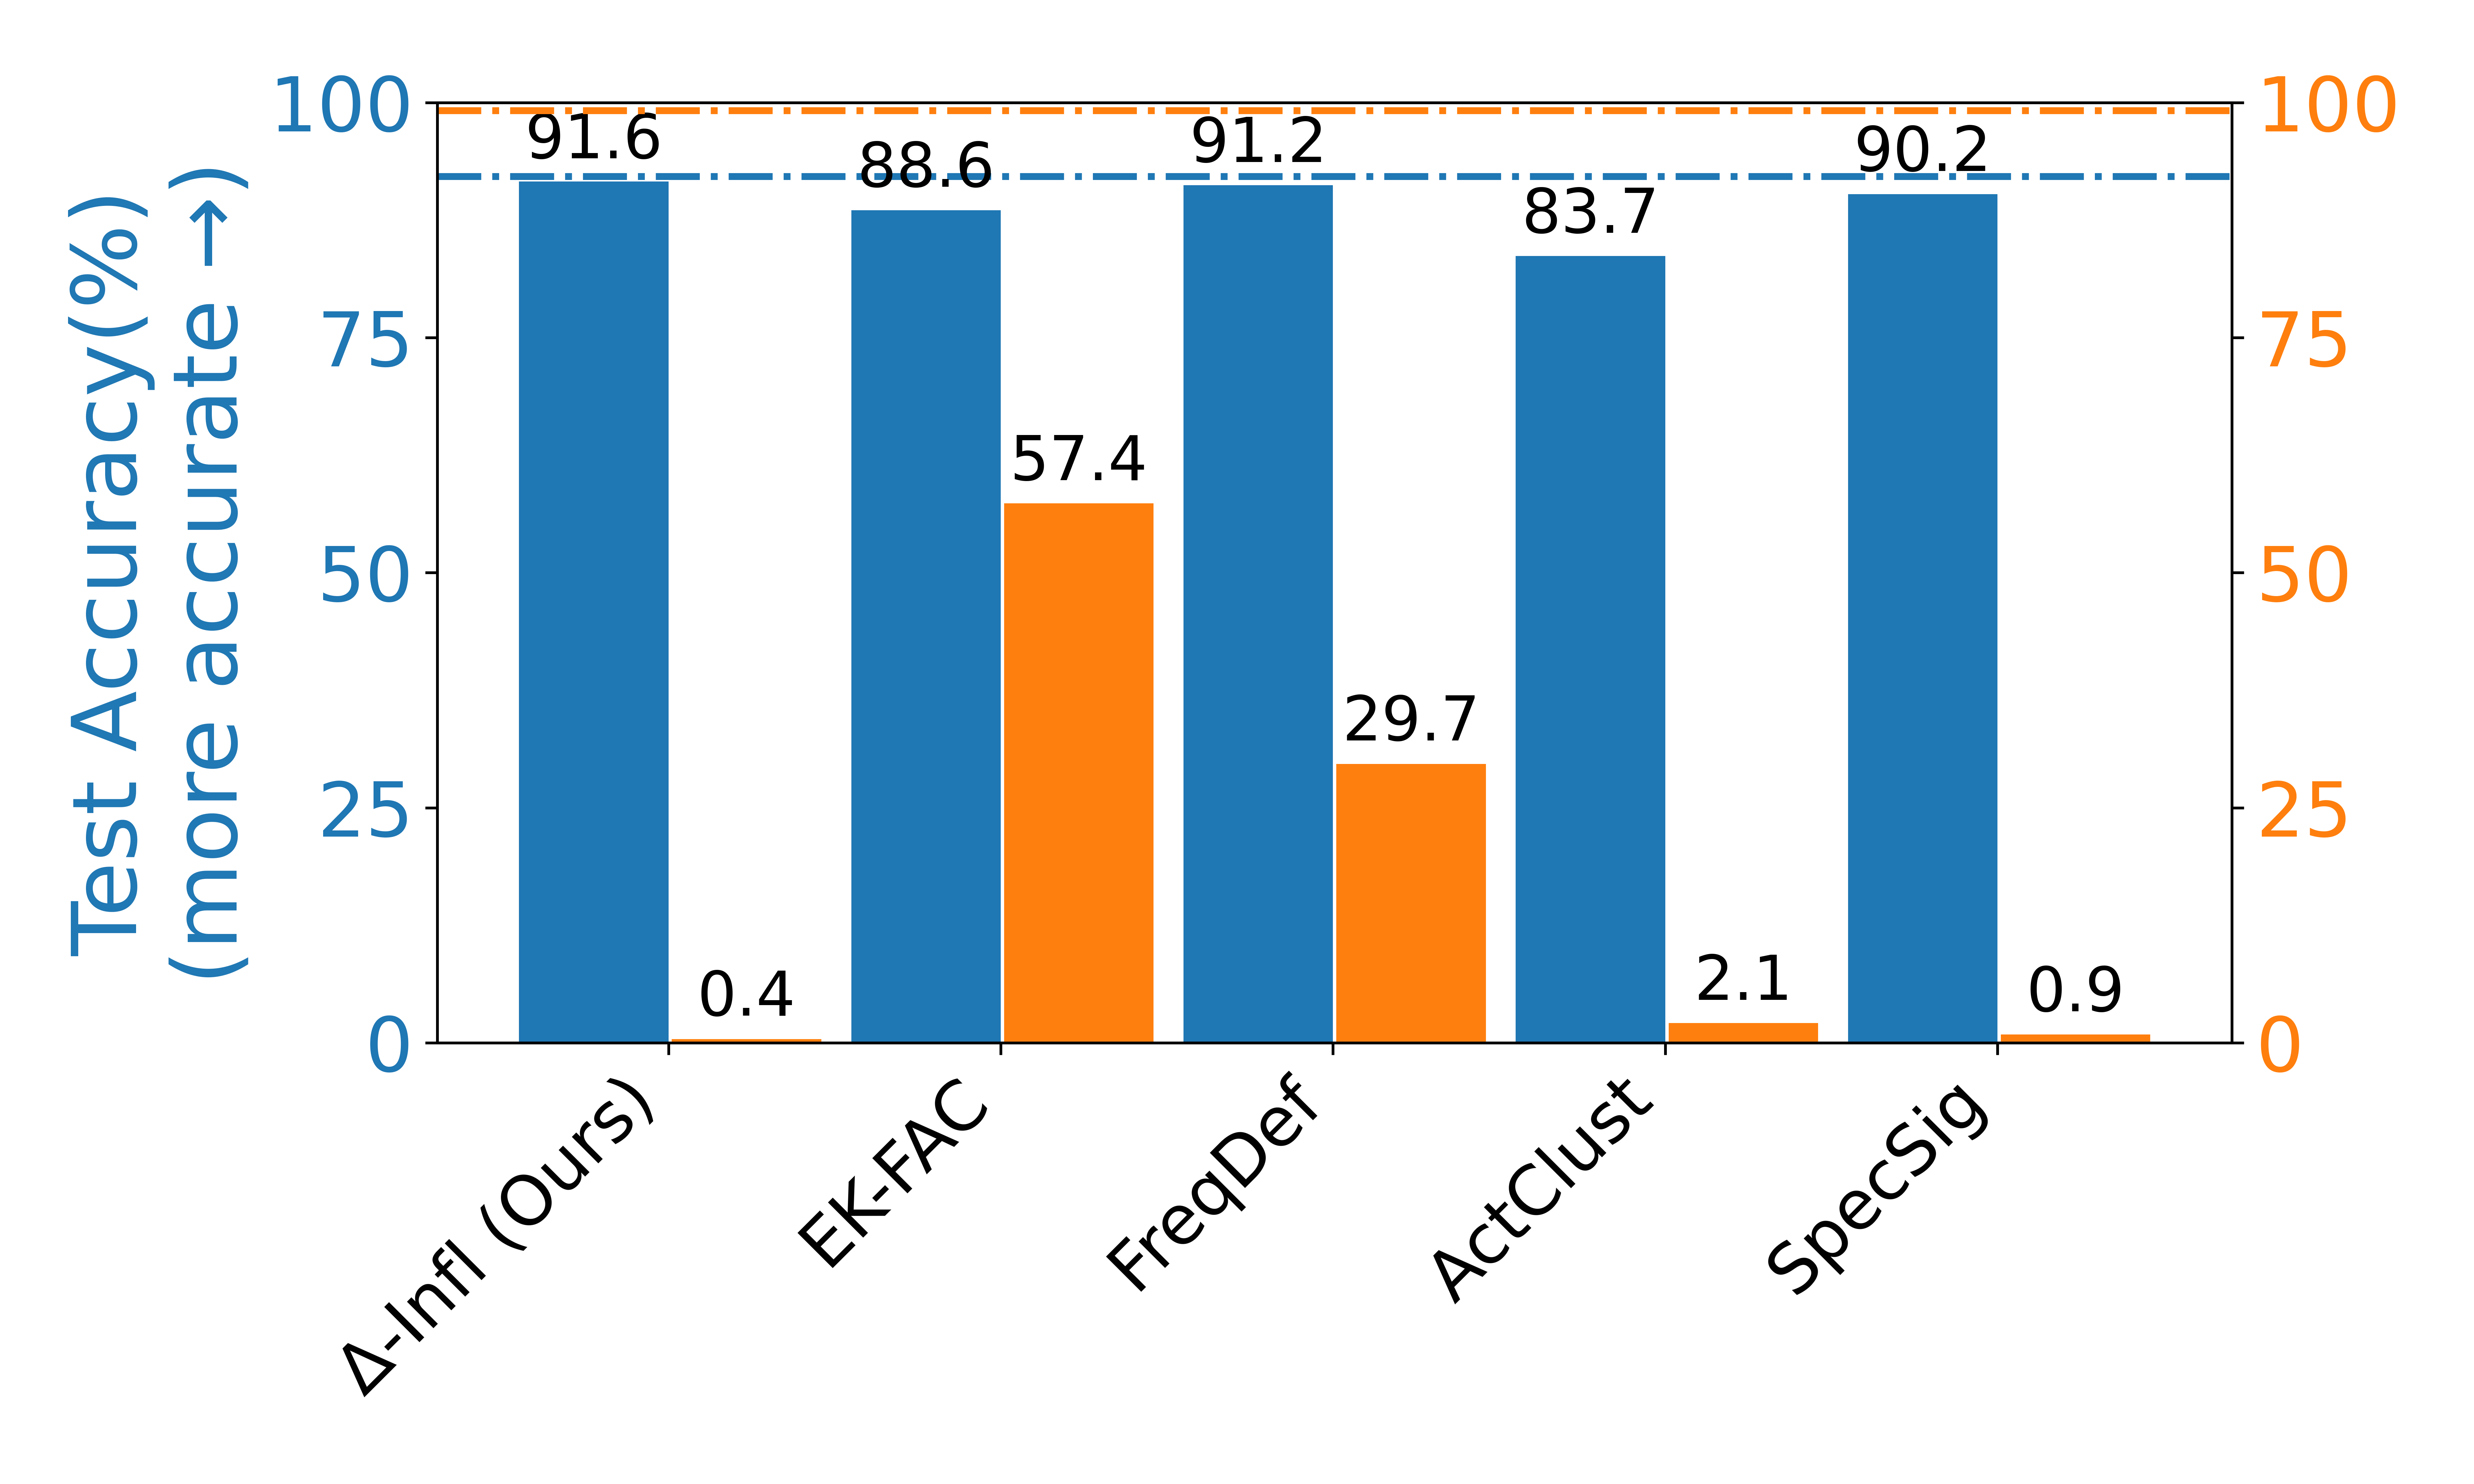 Test Accuracy(%)
(more accurate →)
100
75
50
25
0
91.6
88.6
91.2
83.7
90.2
57.4
29.7
0.4
2.1
0.9
100
75
50
25
0
Δ-Infl (Ours)
EK-FAC
FreqDef
ActClust
SpecSig